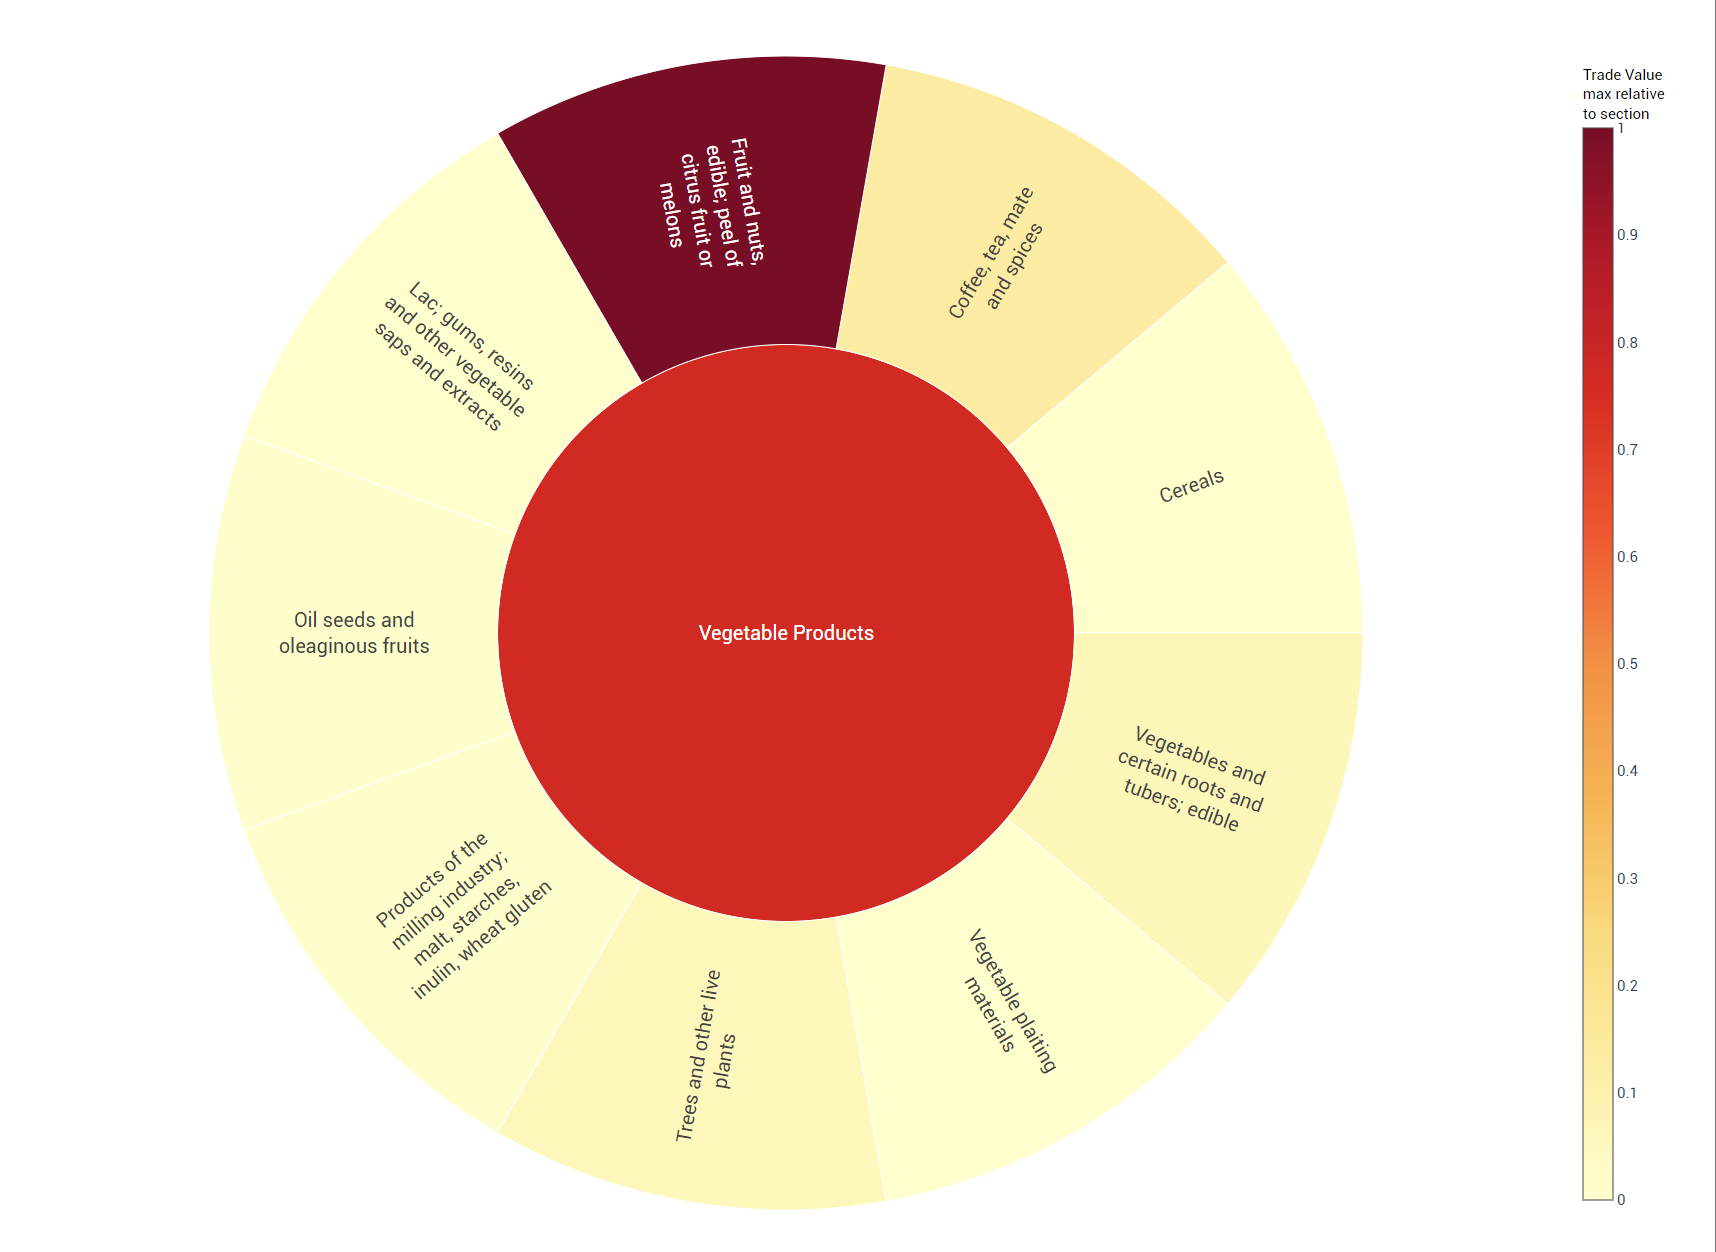 Trade Value
max relative
to section
1
0.9
0.8
0.7
0.6
0.5
0.4
0.3
0.2
0.1
0
Fruit and nuts,
edible; peel of
citrus fruit or
melons
Coffee, tea, mate
and spices
Cereals
Vegetables and
certain roots and
tubers; edible
Vegetable plaiting
materials
Trees and other live
plants
Products of the
milling industry;
malt, starches,
inulin, wheat gluten
Oil seeds and
oleaginous fruits
Lac; gums, resins
and other vegetable
saps and extracts
Vegetable Products